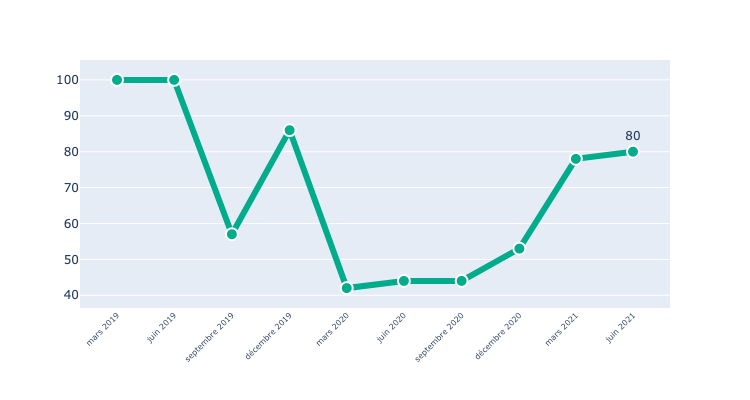 100
90
80
70
60
50
40
80
mars 2019
juin 2019
septembre 2019
décembre 2019
mars 2020
juin 2020
septembre 2020
décembre 2020
mars 2021
juin 2021